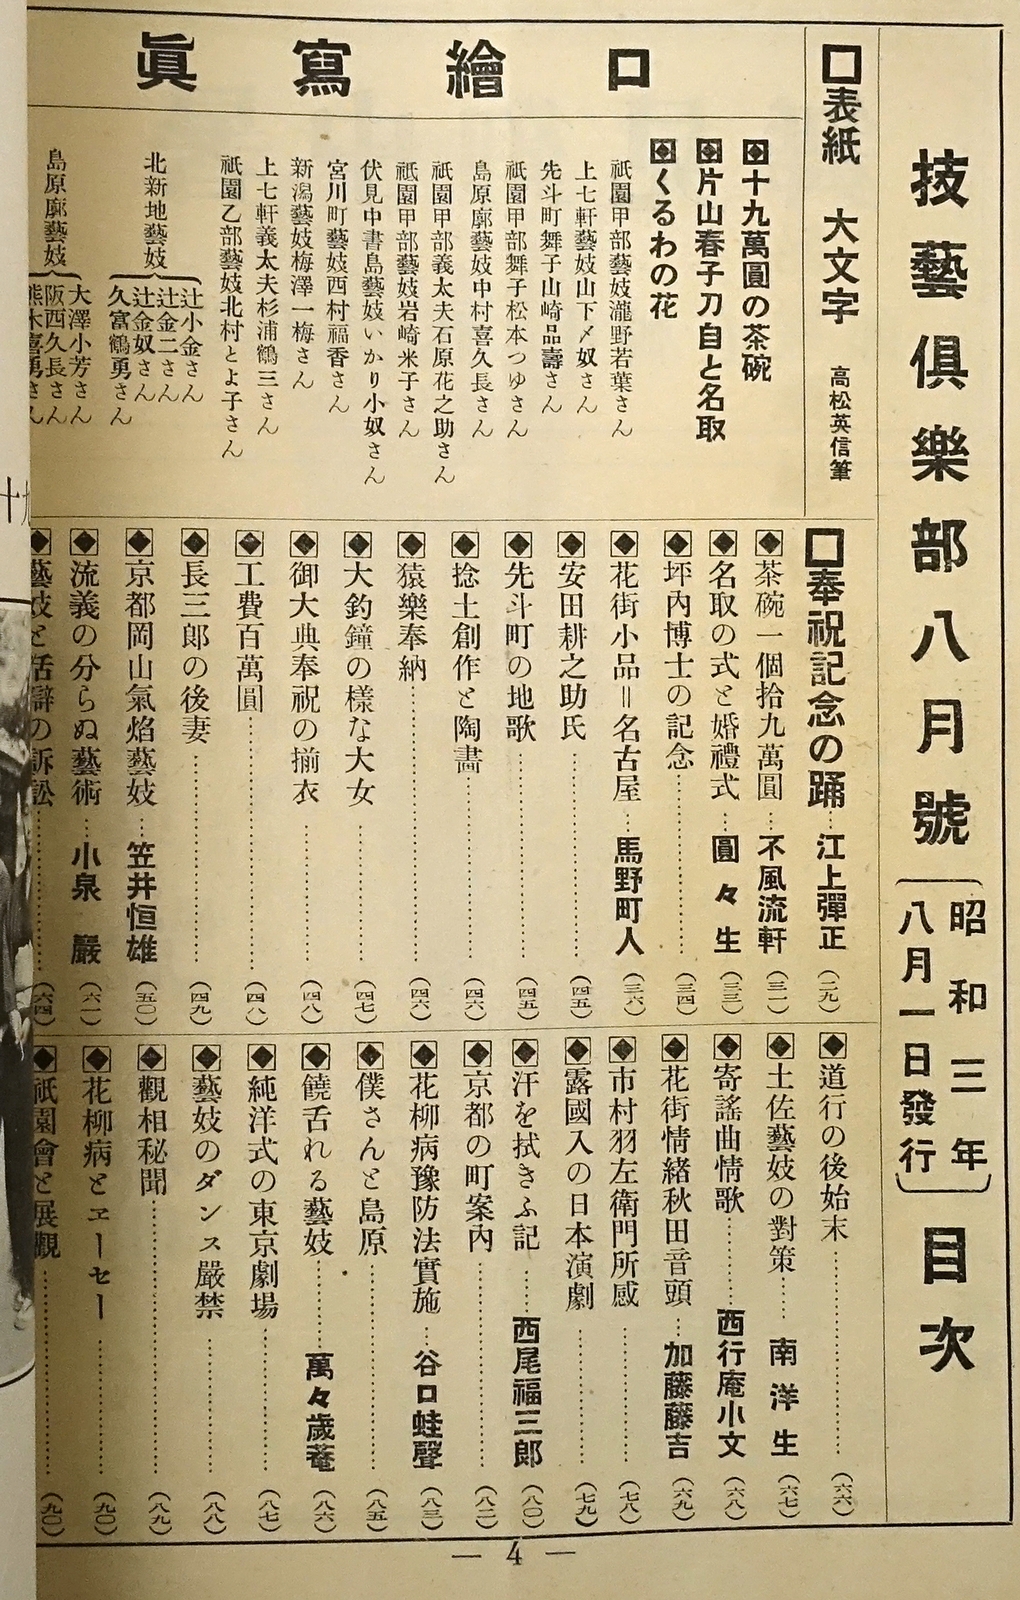 技藝倶樂部八月號
昭和三年
八月一日發行
目次
□表紙 大文字 高松英信筆
口繪寫眞
十九萬圓の茶碗
片山春子刀自と名取
くるわの花
祇園甲部藝妓瀧野若葉さん
上七軒藝妓山下〆奴さん
先斗町舞子山崎品壽さん
祇園甲部舞子松本つゆさん
島原廓藝妓中村喜久長さん
祇園甲部義太夫石原花之助さん
祇園甲部藝妓岩崎米子さん
伏見中書島藝妓いかり小奴さん
宮川町藝妓西村福香さん
新潟藝妓梅澤一梅さん
上七軒義太夫杉浦鶴三さん
祇園乙部藝妓北村とよ子さん
北新地藝妓
辻小金さん
辻金二さん
辻金奴さん
久富鶴勇さん
島原廓藝妓
大澤小芳さん
阪西久長さん
熊木喜勇さん
□奉祝記念の踊…江上彈正(二九)
茶碗一個拾九萬圓…不風流軒(三一)
名取の式と婚禮式…圓々生(三三)
坪內博士の記念…(三四)
花街小品=名古屋…馬野町人(三六)
安田耕之助氏…(四五)
先斗町の地歌…(四五)
捻土創作と陶畵…(四六)
猿樂奉納…(四六)
大釣鐘の樣な大女…(四七)
御大典奉祝の揃衣…(四八)
工費百萬圓…(四八)
長三郎の後妻…(四九)
京都岡山氣焰藝妓…笠井恒雄(五〇)
流義の分らぬ藝術…小泉 巖(六一)
藝妓と活辯の訴訟…(六四)
道行の後始末…(六六)
土佐藝妓の對策…南洋生(六七)
寄謠曲情歌…西行庵小文(六八)
花街情緒秋田音頭…加藤藤吉(六九)
市村羽左衛門所感…(七八)
露國入の日本演劇…(七九)
汗を拭きふ記…西尾福三郎(八〇)
京都の町案內…(八二)
花柳病豫防法實施…谷口蛙聲(八三)
僕さんと島原…(八五)
饒舌れる藝妓…萬々歲菴(八六)
純洋式の東京劇場…(八七)
藝妓のダンス嚴禁…(八八)
觀相秘聞…(八九)
花柳病とエーセー…(九〇)
祇園會と展觀…(九〇)
— 4 —
十九